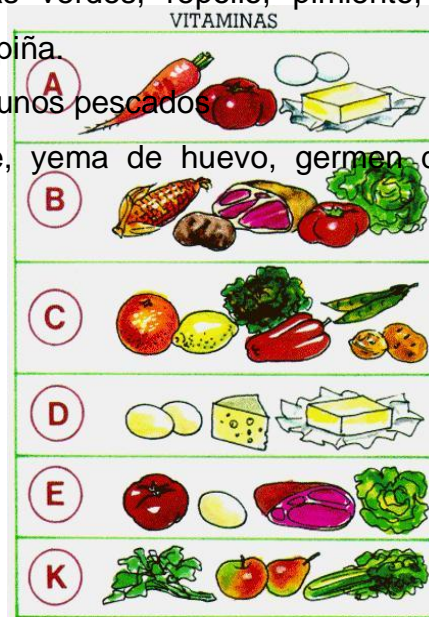 verdes, repollo, pimiento,
VITAMINAS
piña.
A
unos pescados
, yema de huevo, germen
B
C
D
E
K